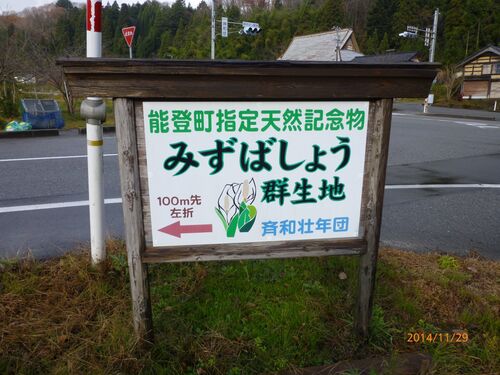 能登町指定天然記念物
みずばしょう
群生地
100m先
左折
斉和壮年団
2014/11/29